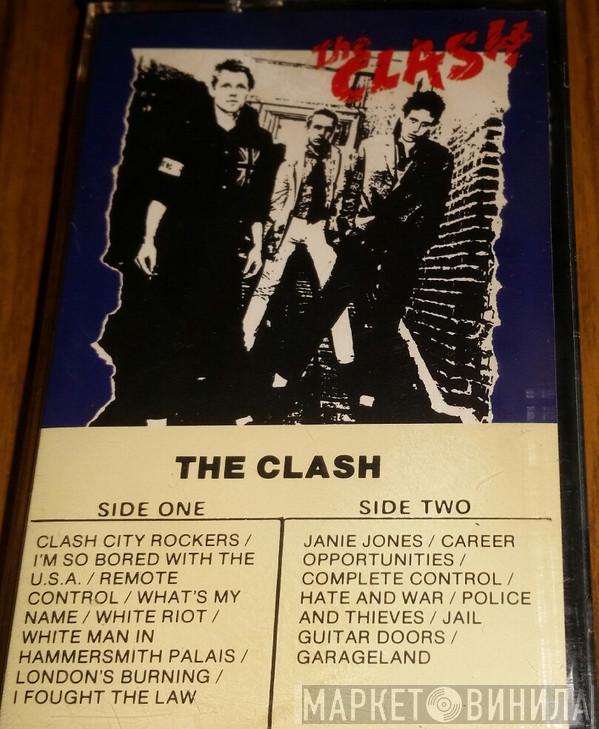 The CLASH
THE CLASH
SIDE ONE
CLASH CITY ROCKERS /
I'M SO BORED WITH THE
U.S.A. / REMOTE
CONTROL / WHAT'S MY
NAME / WHITE RIOT /
WHITE MAN IN
HAMMERSMITH PALAIS /
LONDON'S BURNING /
I FOUGHT THE LAW
SIDE TWO
JANIE JONES / CAREER
OPPORTUNITIES /
COMPLETE CONTROL /
HATE AND WAR / POLICE
AND THIEVES / JAIL
GUITAR DOORS /
GARAGELAND
МАРКЕТ ВИНИЛА